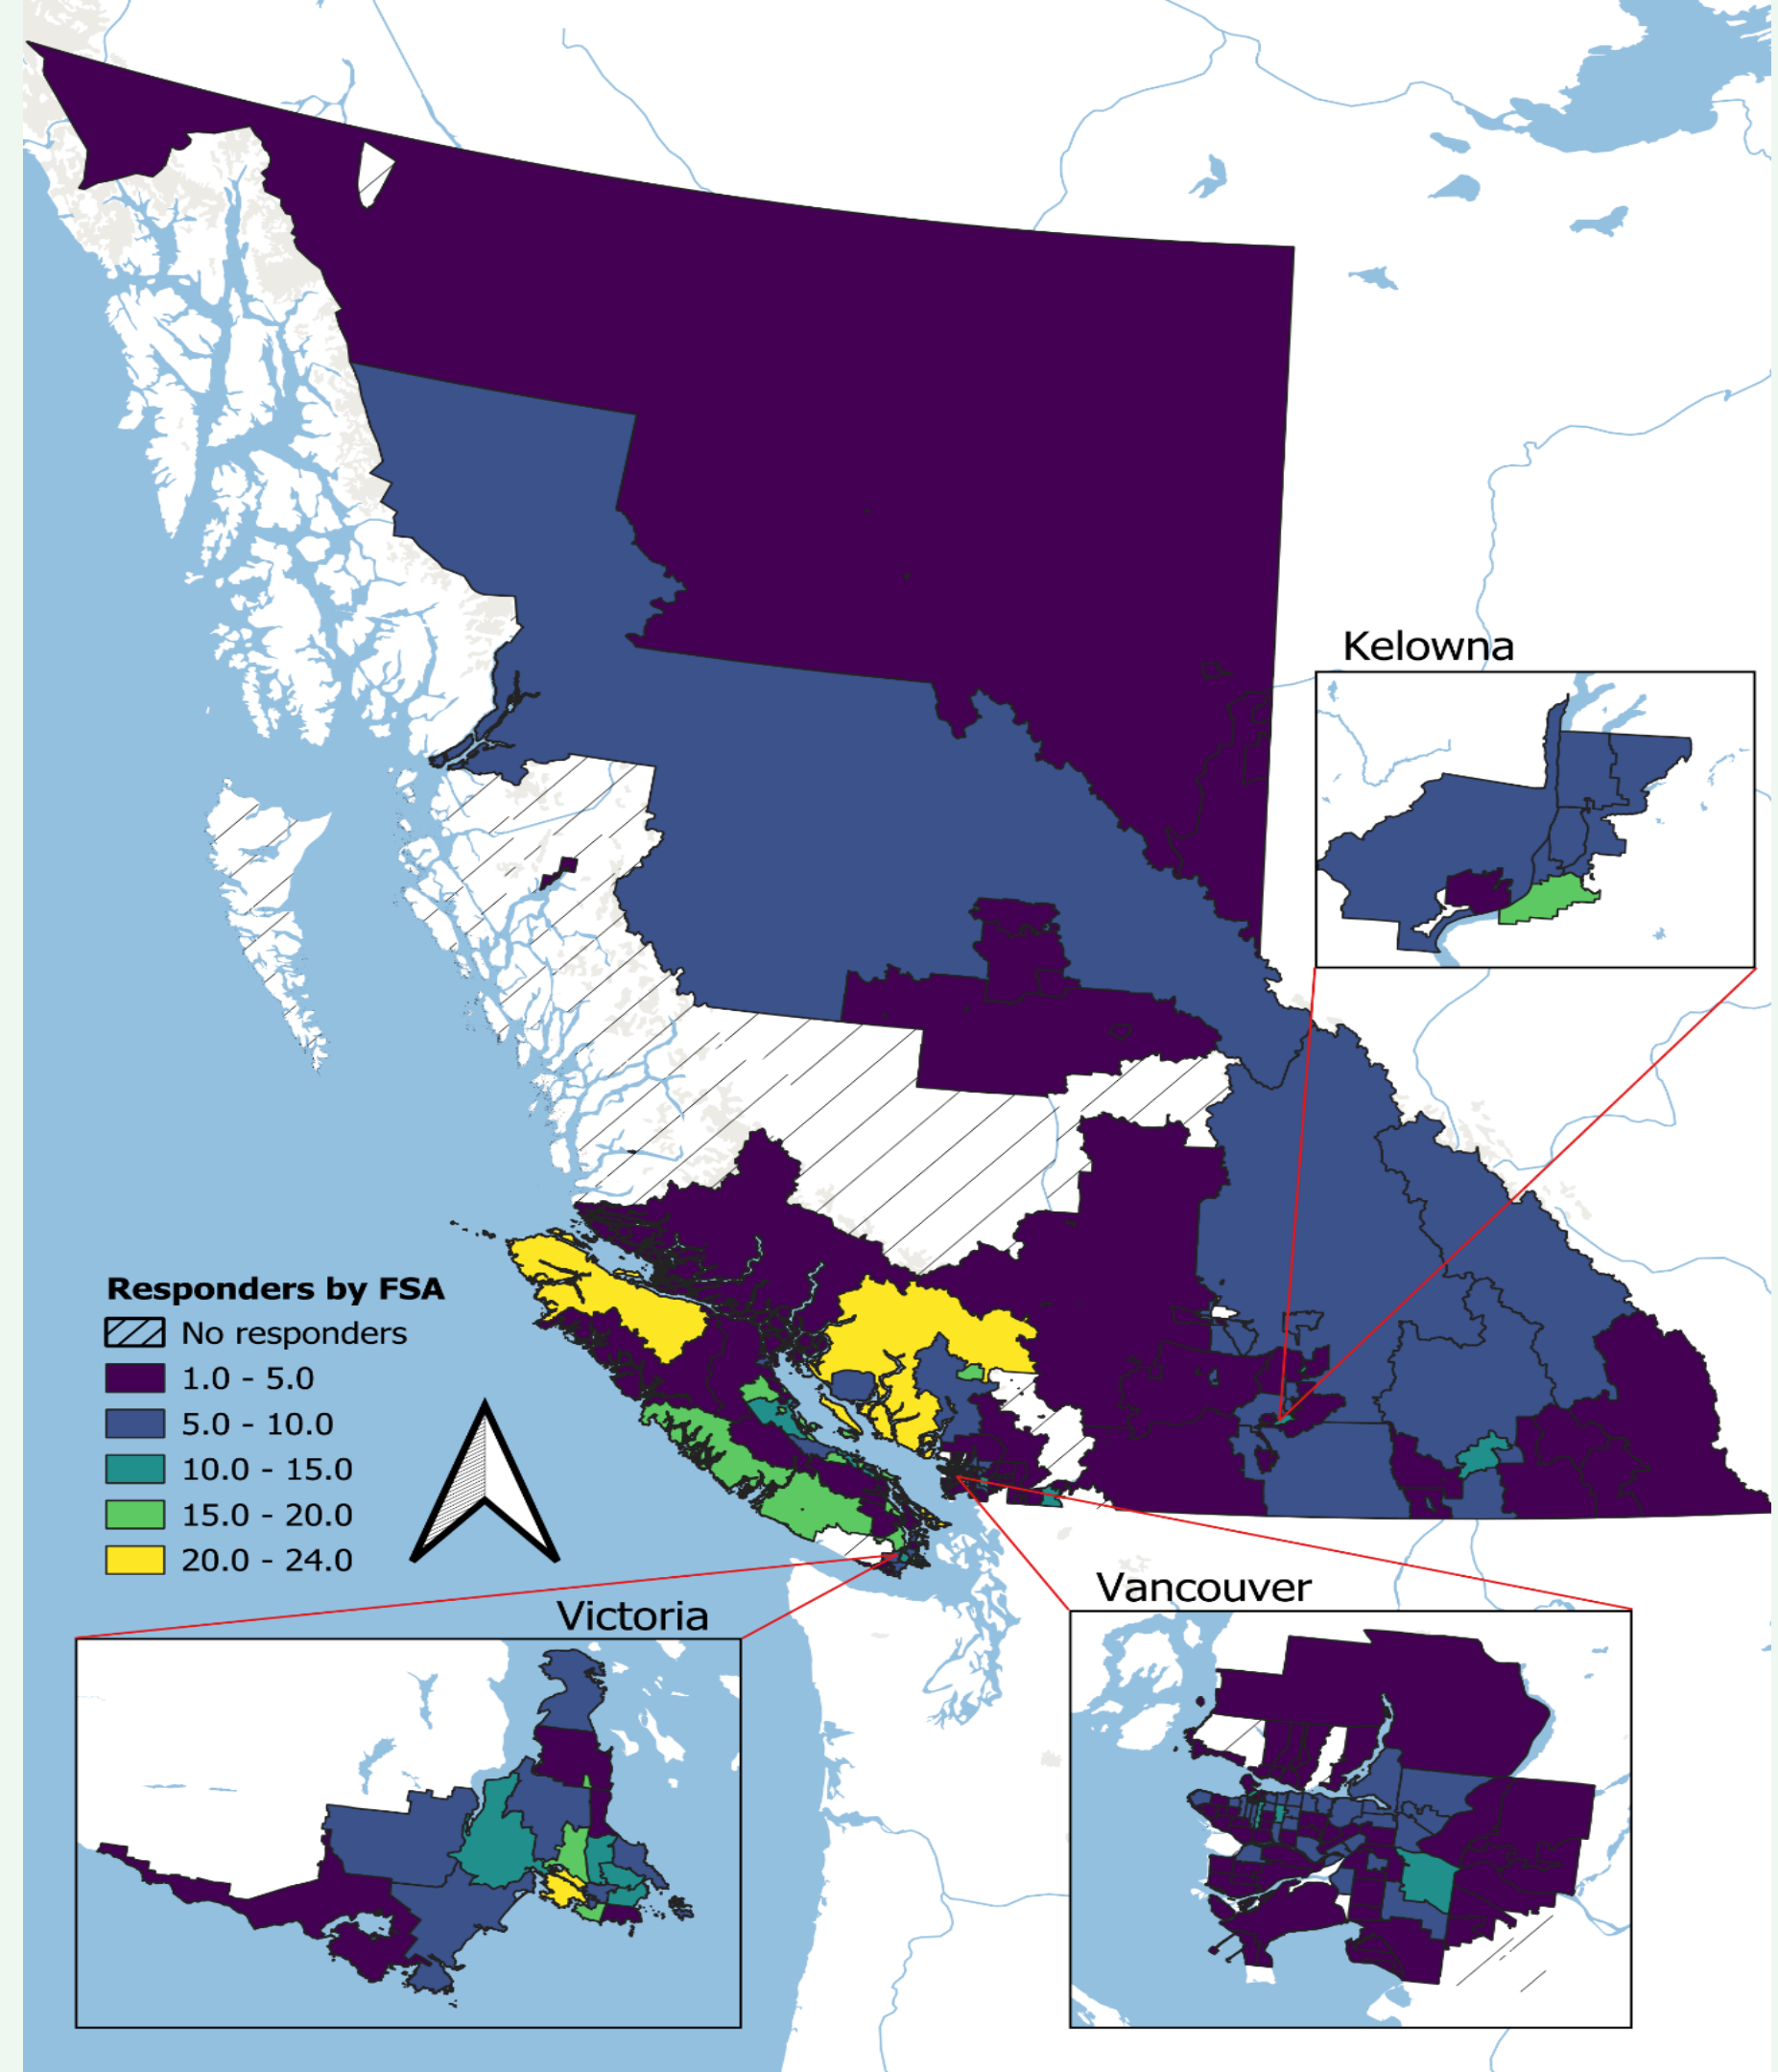 Kelowna
Responders by FSA
No responders
1.0 - 5.0
5.0 - 10.0
10.0 - 15.0
15.0 - 20.0
20.0 - 24.0
Victoria
Vancouver